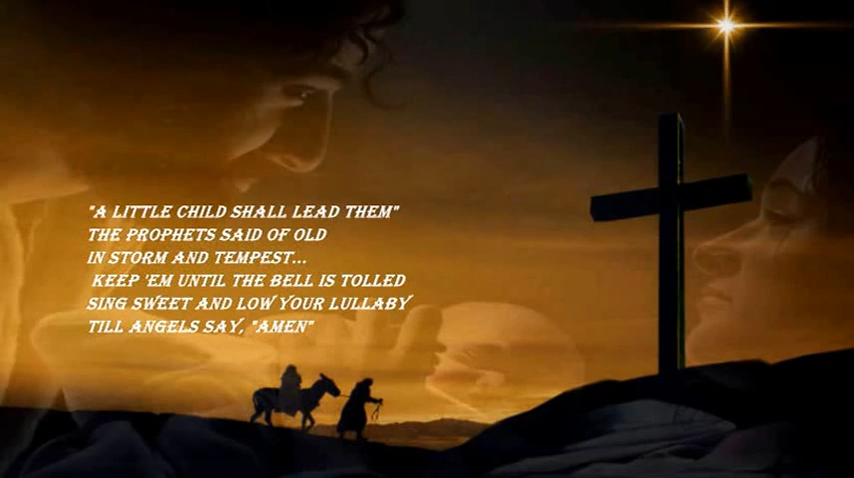 "A LITTLE CHILD SHALL LEAD THEM"
THE PROPHETS SAID OF OLD
IN STORM AND TEMPEST...
KEEP 'EM UNTIL THE BELL IS TOLLED
SING SWEET AND LOW YOUR LULLABY
TILL ANGELS SAY, "AMEN"